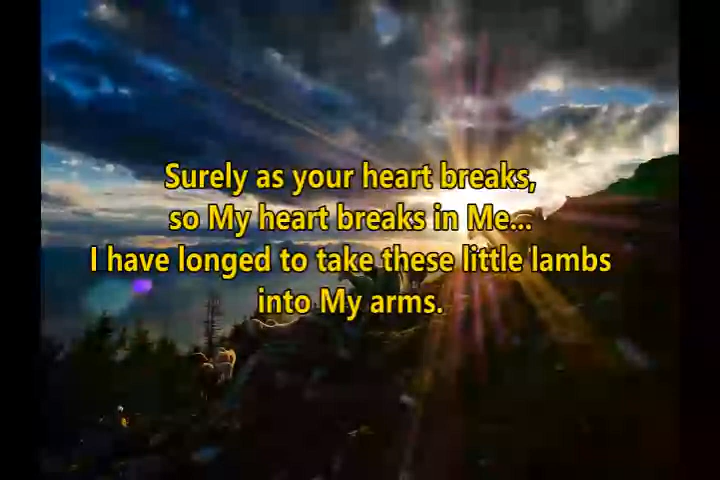 Surely as your heart breaks,
so My heart breaks in Me...
I have longed to take these little lambs
into My arms.